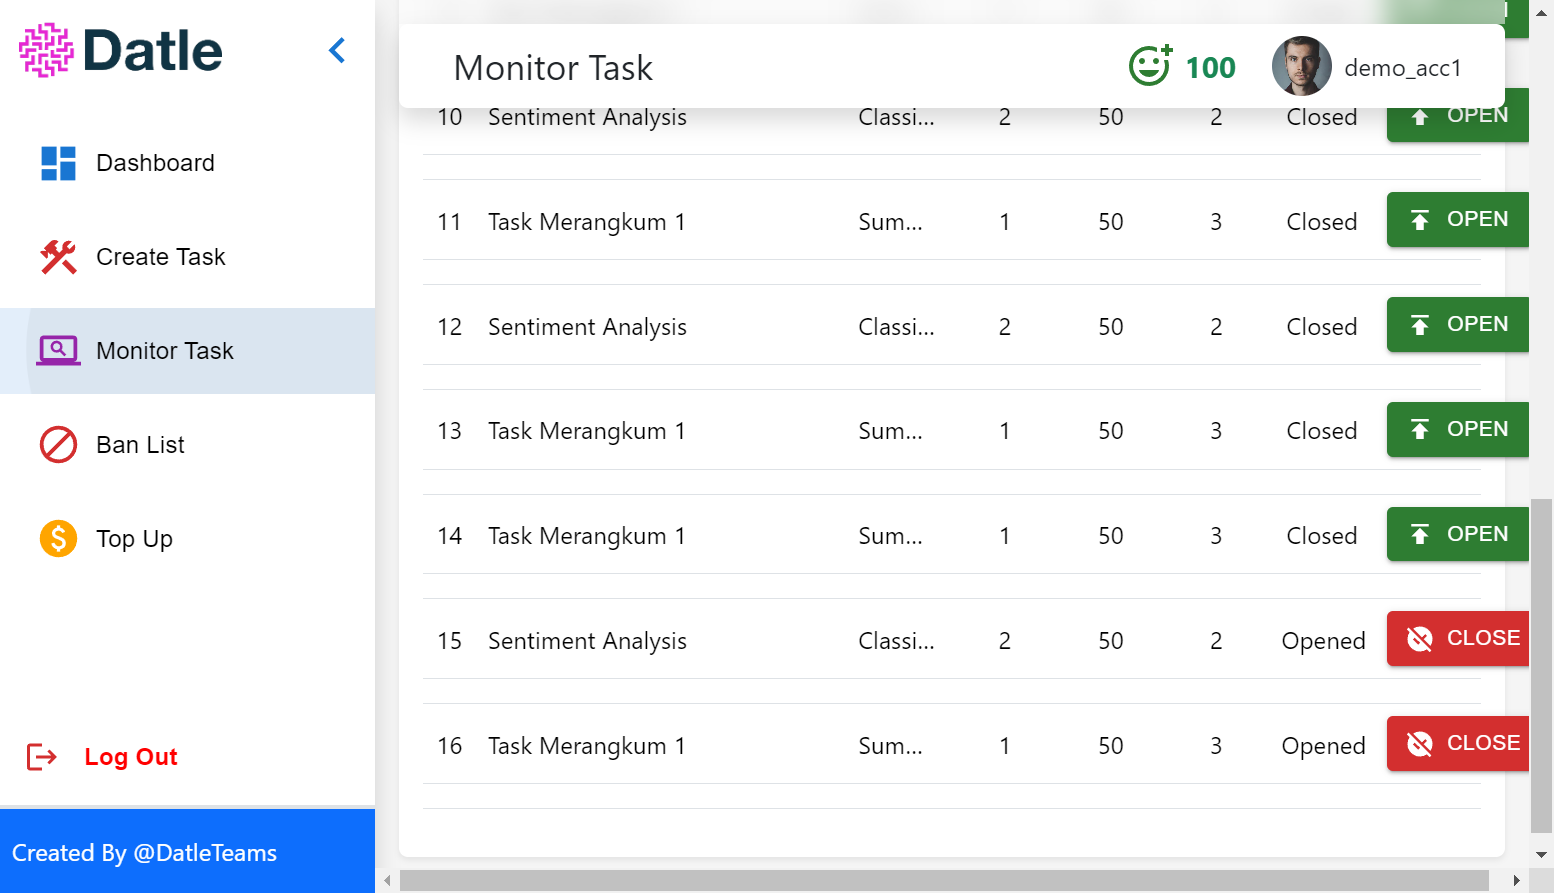 Datle
Monitor Task
100
demo_acc1
Dashboard
Create Task
Monitor Task
Ban List
Top Up
Log Out
Created By @DatleTeams
10 Sentiment Analysis Classi... 2 50 2 Closed OPEN
11 Task Merangkum 1 Sum... 1 50 3 Closed OPEN
12 Sentiment Analysis Classi... 2 50 2 Closed OPEN
13 Task Merangkum 1 Sum... 1 50 3 Closed OPEN
14 Task Merangkum 1 Sum... 1 50 3 Closed OPEN
15 Sentiment Analysis Classi... 2 50 2 Opened CLOSE
16 Task Merangkum 1 Sum... 1 50 3 Opened CLOSE